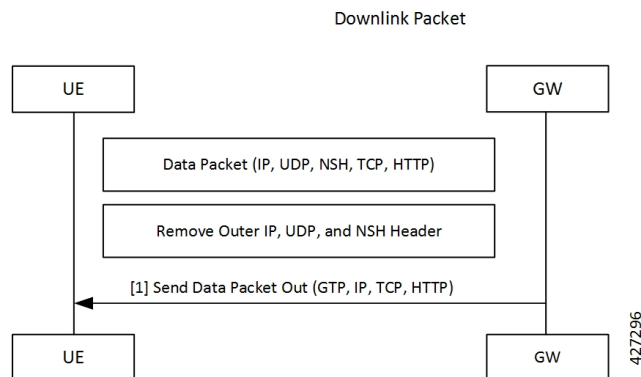 Downlink Packet
UE
GW
Data Packet (IP, UDP, NSH, TCP, HTTP)
Remove Outer IP, UDP, and NSH Header
[1] Send Data Packet Out (GTP, IP, TCP, HTTP)
UE
GW
427296